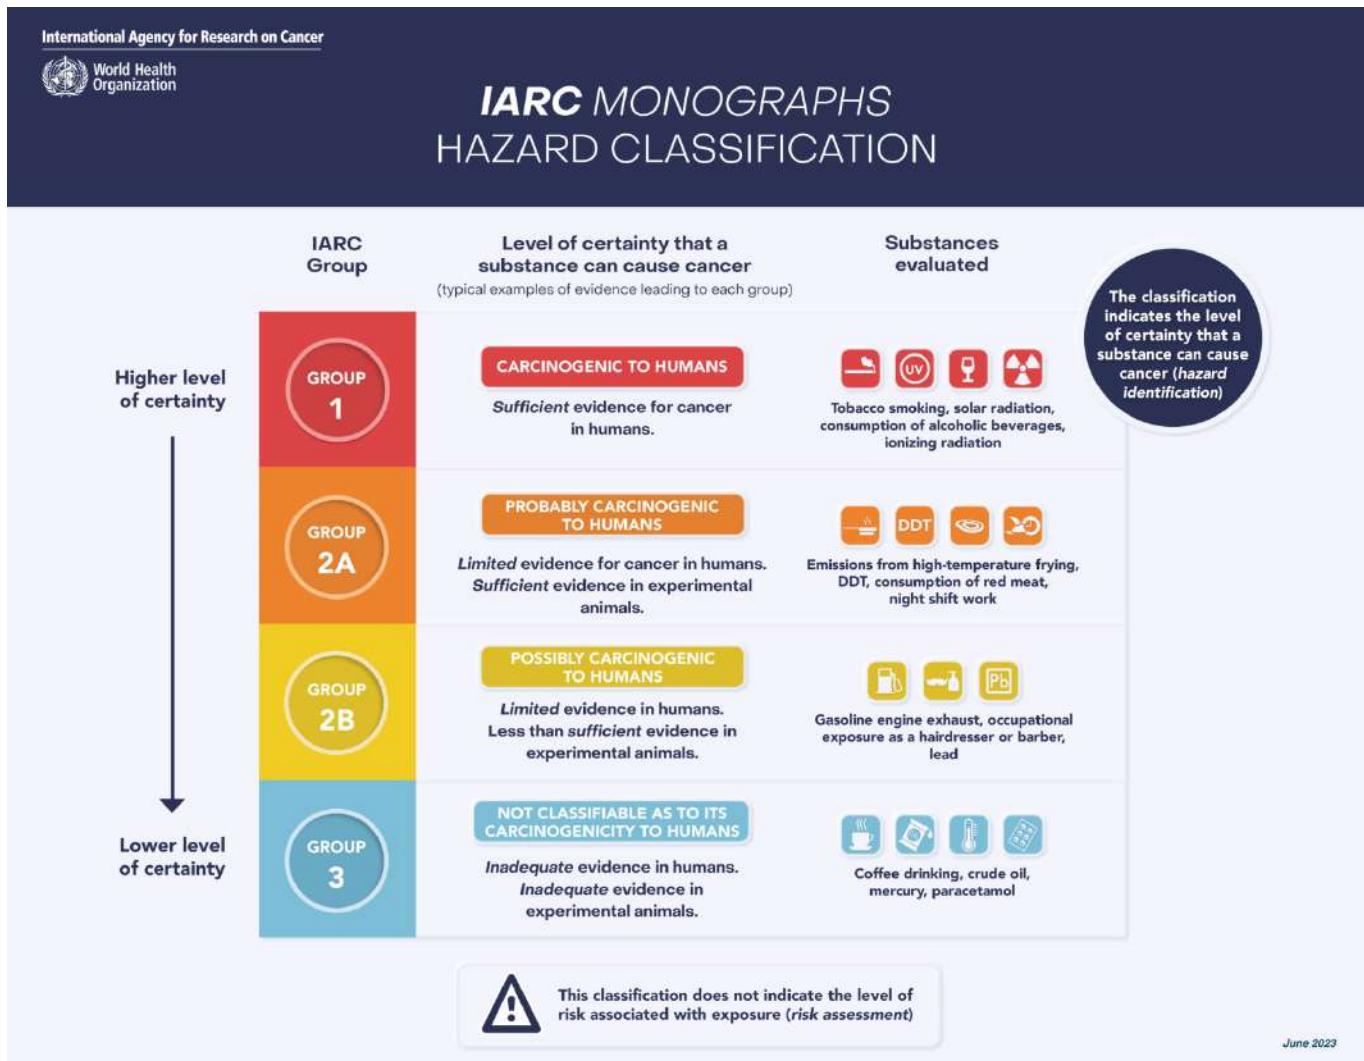 International Agency for Research on Cancer
World Health
Organization
IARC MONOGRAPHS
HAZARD CLASSIFICATION
IARC
Group
Level of certainty that a
substance can cause cancer
(typical examples of evidence leading to each group)
Substances
evaluated
The classification
indicates the level
of certainty that a
substance can cause
cancer (hazard
identification)
Higher level
of certainty
GROUP
1
CARCINOGENIC TO HUMANS
Sufficient evidence for cancer
in humans.
UV
Tobacco smoking, solar radiation,
consumption of alcoholic beverages,
ionizing radiation
GROUP
2A
PROBABLY CARCINOGENIC
TO HUMANS
Limited evidence for cancer in humans.
Sufficient evidence in experimental
animals.
DDT
Emissions from high-temperature frying,
DDT, consumption of red meat,
night shift work
GROUP
2B
POSSIBLY CARCINOGENIC
TO HUMANS
Limited evidence in humans.
Less than sufficient evidence in
experimental animals.
Pb
Gasoline engine exhaust, occupational
exposure as a hairdresser or barber,
lead
Lower level
of certainty
GROUP
3
NOT CLASSIFIABLE AS TO ITS
CARCINOGENICITY TO HUMANS
Inadequate evidence in humans.
Inadequate evidence in
experimental animals.
Coffee drinking, crude oil,
mercury, paracetamol
This classification does not indicate the level of
risk associated with exposure (risk assessment)
June 2023